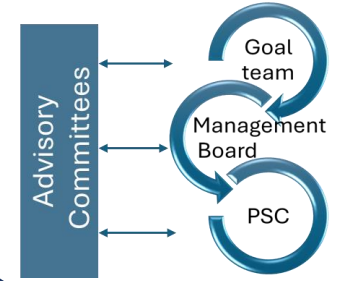 Advisory
Committees
Goal
team
Management
Board
PSC